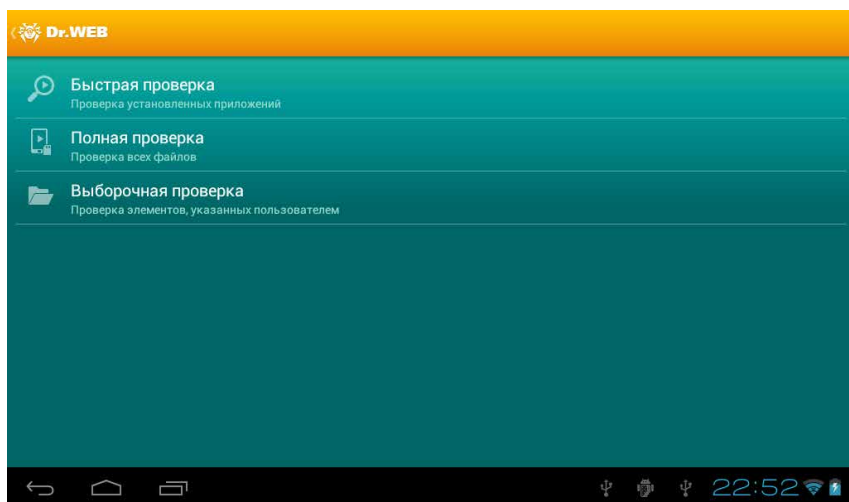 Dr.WEB
Быстрая проверка
Проверка установленных приложений
Полная проверка
Проверка всех файлов
Выборочная проверка
Проверка элементов, указанных пользователем
22:52